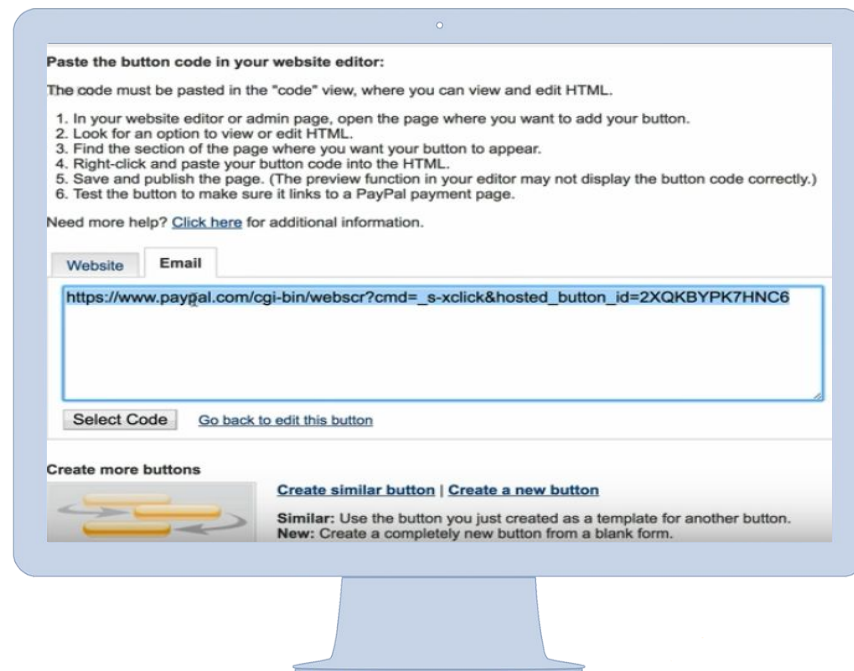 Paste the button code in your website editor:
The code must be pasted in the "code" view, where you can view and edit HTML.
1. In your website editor or admin page, open the page where you want to add your button.
2. Look for an option to view or edit HTML.
3. Find the section of the page where you want your button to appear.
4. Right-click and paste your button code into the HTML.
5. Save and publish the page. (The preview function in your editor may not display the button code correctly.)
6. Test the button to make sure it links to a PayPal payment page.
Need more help? Click here for additional information.
Website Email
https://www.paypal.com/cgi-bin/webscr?cmd=_s-xclick&hosted_button_id=2XQKBYPK7HNC6
Select Code Go back to edit this button
Create more buttons
Create similar button | Create a new button
Similar: Use the button you just created as a template for another button.
New: Create a completely new button from a blank form.